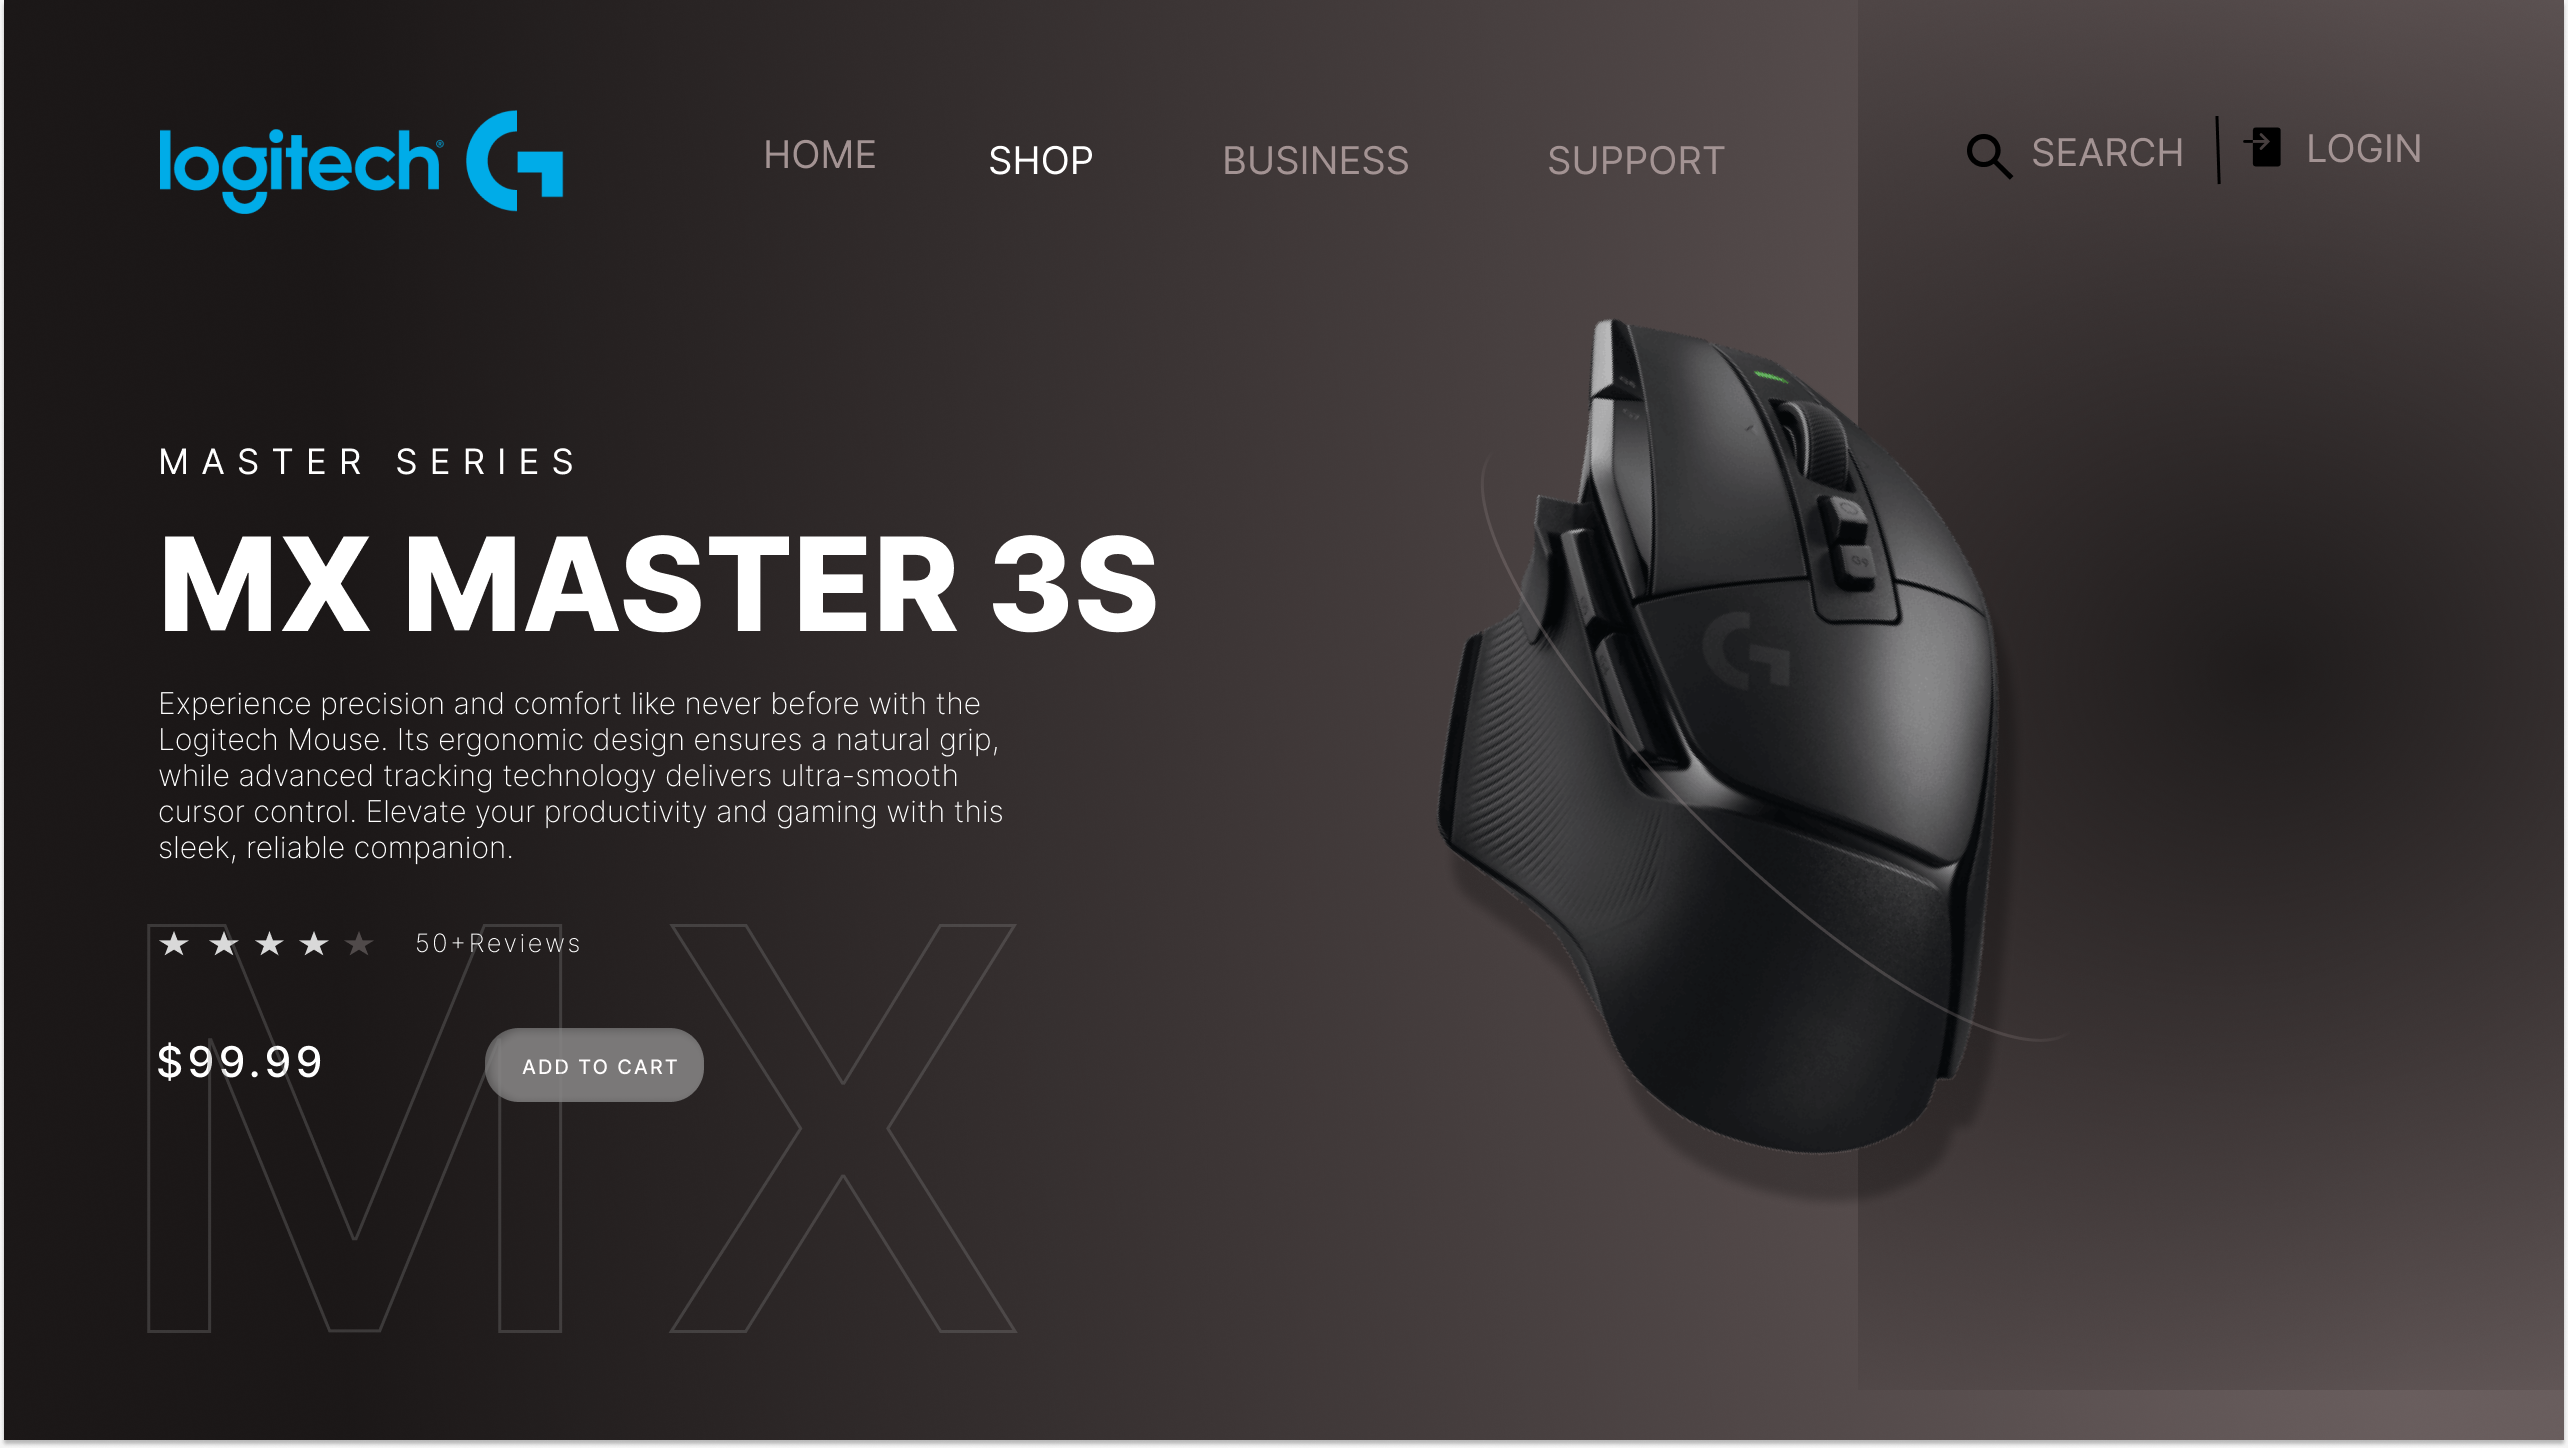 logitech G
HOME
SHOP
BUSINESS
SUPPORT
SEARCH
LOGIN
MASTER SERIES
MX MASTER 3S
Experience precision and comfort like never before with the
Logitech Mouse. Its ergonomic design ensures a natural grip,
while advanced tracking technology delivers ultra-smooth
cursor control. Elevate your productivity and gaming with this
sleek, reliable companion.
50+Reviews
$99.99
ADD TO CART
MX
G
G9